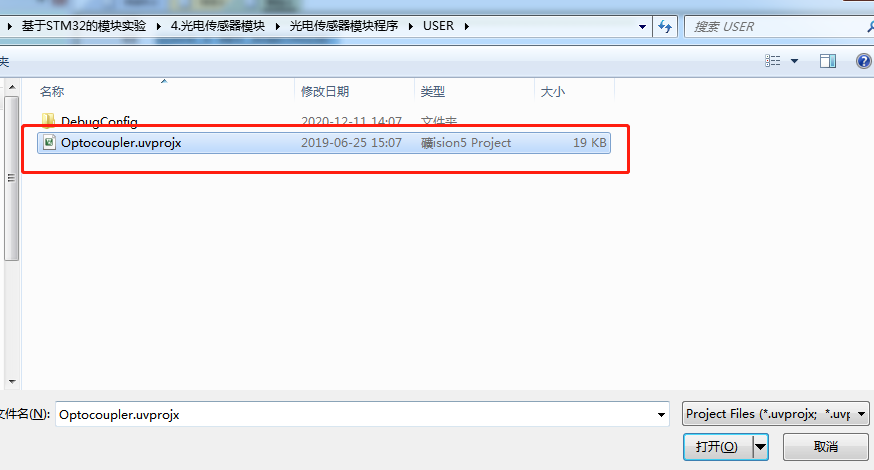 基于STM32的模块实验 4.光电传感器模块 光电传感器模块程序 USER 搜索 USER
夹
名称 修改日期 类型 大小
DebugConfig 2020-12-11 14:07 文件夹
Optocoupler.uvprojx 2019-06-25 15:07 礦ision5 Project 19 KB
文件名(N): Optocoupler.uvprojx Project Files (*.uvprojx; *.uvp
打开(O) 取消